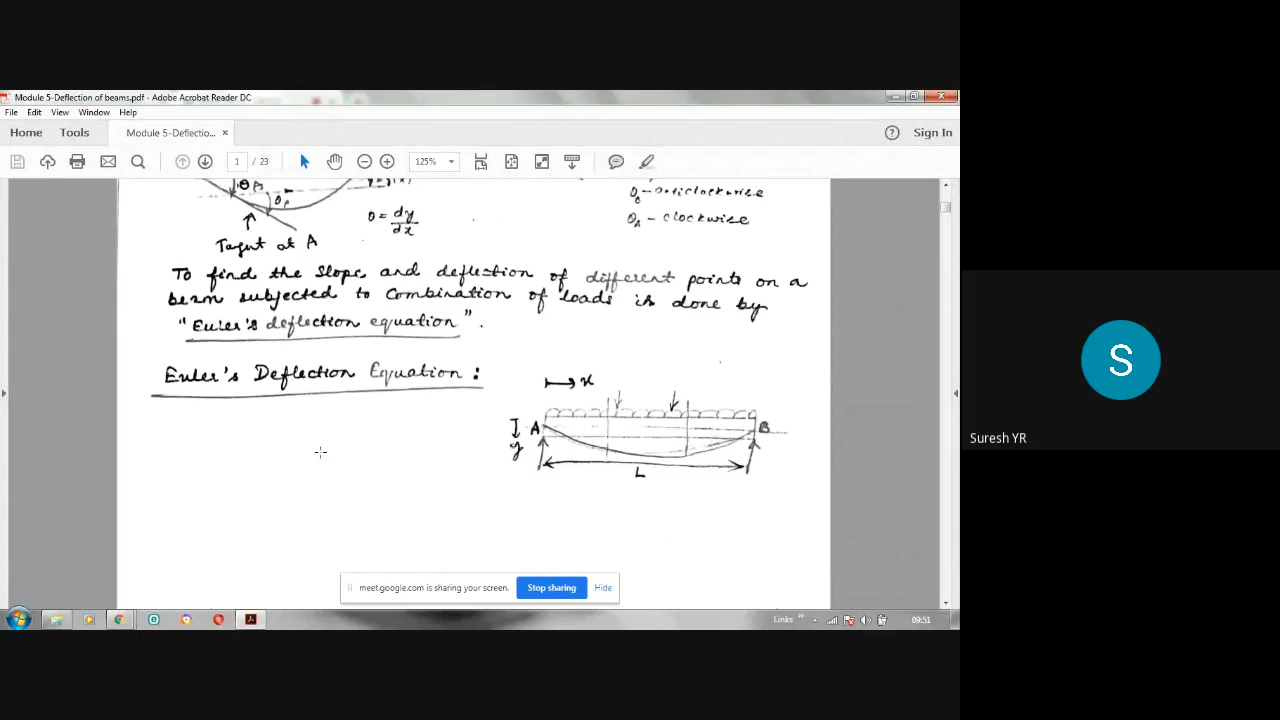 Module 5-Deflection of beams.pdf - Adobe Acrobat Reader DC
File Edit View Window Help
Home Tools Module 5-Deflectio... × Sign In
1 / 23 125%
θ = dy/dx
θB - anticlockwise
θA - clockwise
Tagent at A
To find the slope and deflection of different points on a
beam subjected to combination of loads is done by
"Euler's deflection equation".
Euler's Deflection Equation :
x
A B
y
L
meet.google.com is sharing your screen. Stop sharing Hide
Links 09:51
S
Suresh YR